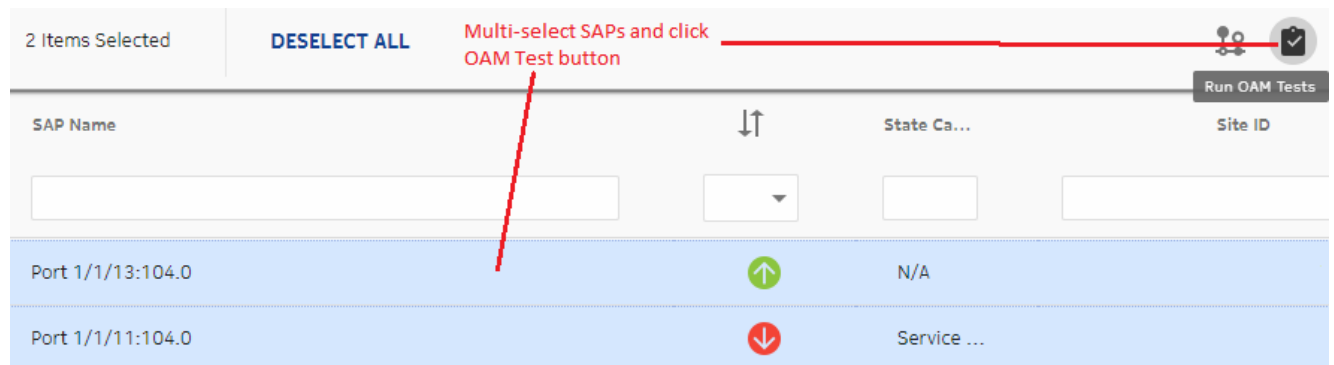 2 Items Selected
DESELECT ALL
Multi-select SAPs and click
OAM Test button
Run OAM Tests
SAP Name
State Ca...
Site ID
Port 1/1/13:104.0
N/A
Port 1/1/11:104.0
Service ...